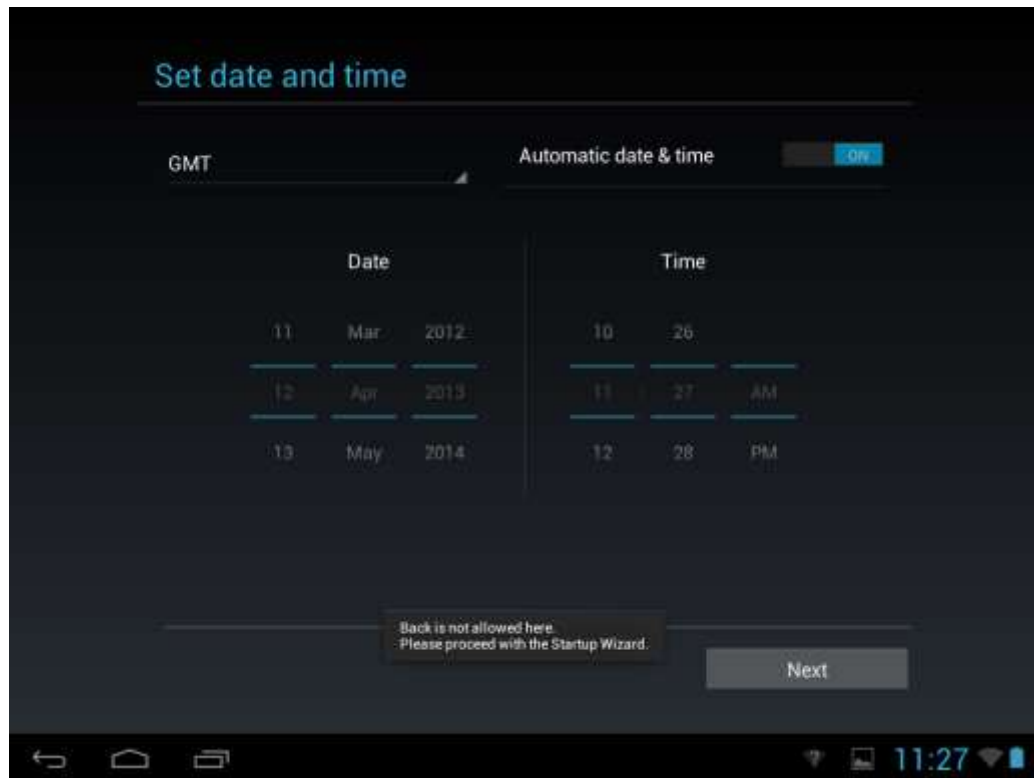 Set date and time
GMT
Automatic date & time ON
Date Time
11 Mar 2012 10 26
12 Apr 2013 11 27 AM
13 May 2014 12 28 PM
Back is not allowed here.
Please proceed with the Startup Wizard.
Next
11:27